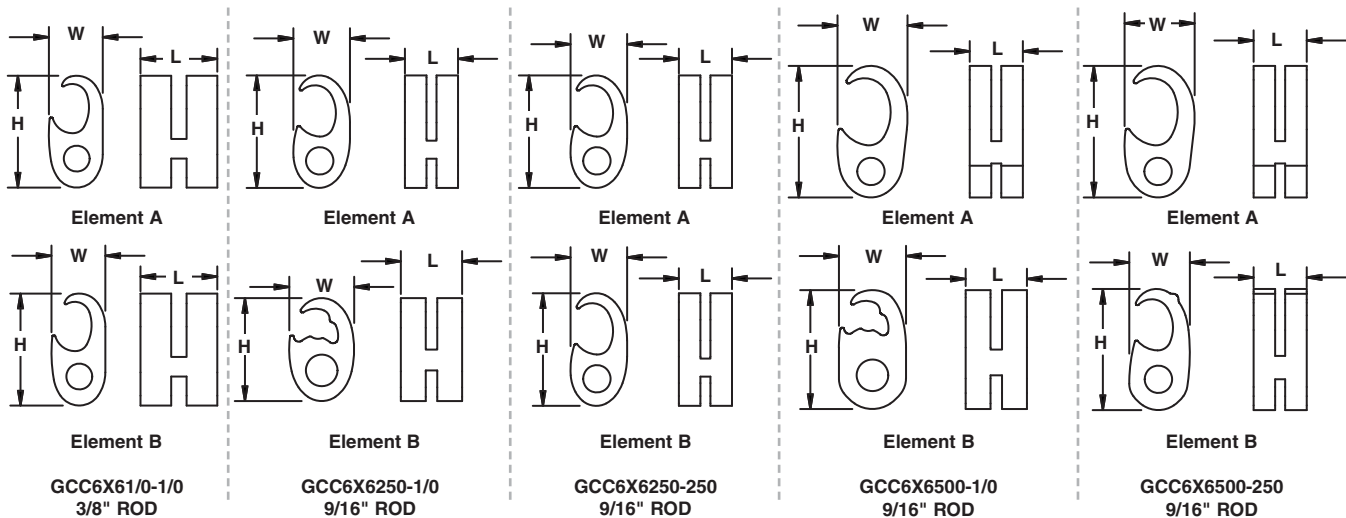 W
L
H
Element A
W
L
H
Element B
GCC6X61/0-1/0
3/8" ROD
W
L
H
Element A
W
L
H
Element B
GCC6X6250-1/0
9/16" ROD
W
L
H
Element A
W
L
H
Element B
GCC6X6250-250
9/16" ROD
W
L
H
Element A
W
L
H
Element B
GCC6X6500-1/0
9/16" ROD
W
L
H
Element A
W
L
H
Element B
GCC6X6500-250
9/16" ROD